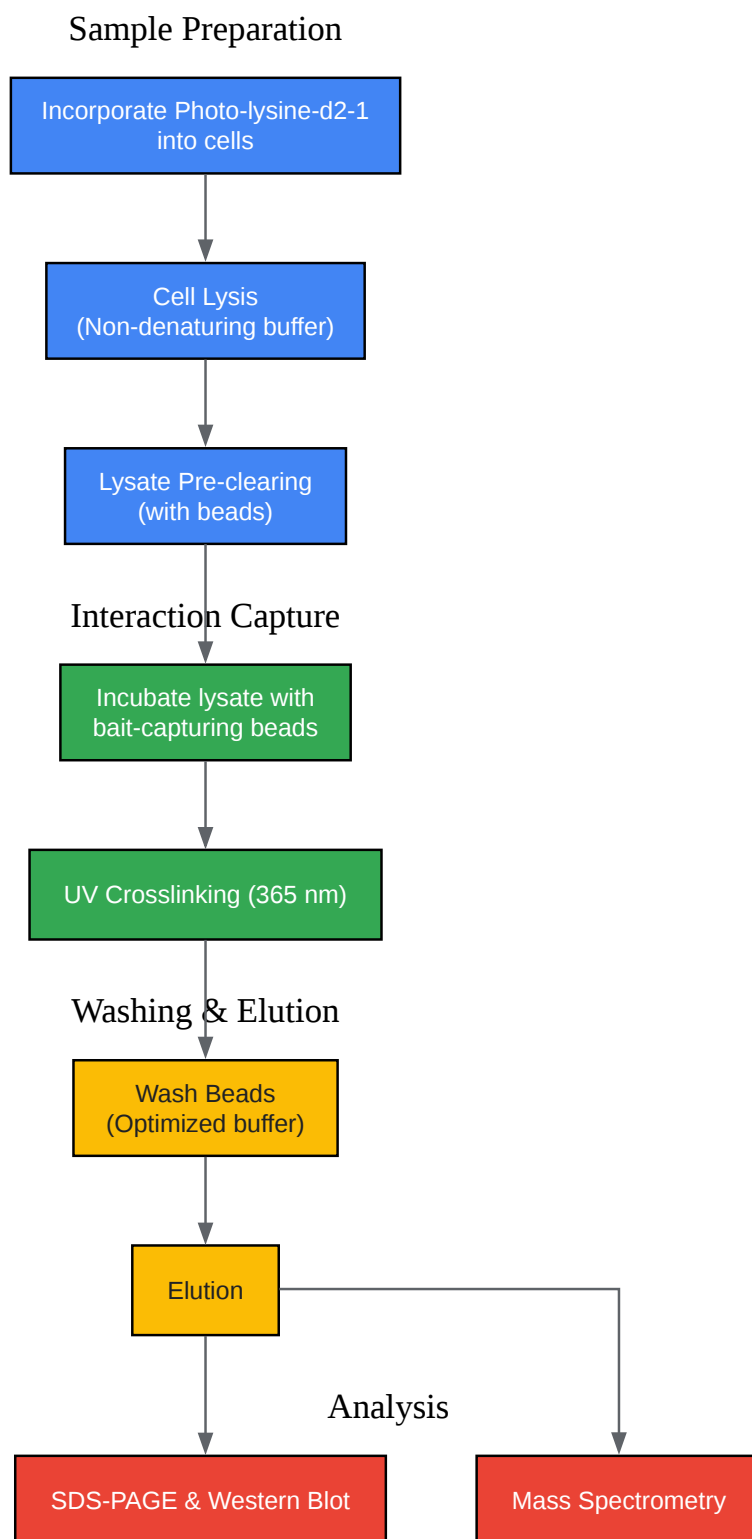 Sample Preparation
Incorporate Photo-lysine-d2-1
into cells
Cell Lysis
(Non-denaturing buffer)
Lysate Pre-clearing
(with beads)
Interaction Capture
Incubate lysate with
bait-capturing beads
UV Crosslinking (365 nm)
Washing & Elution
Wash Beads
(Optimized buffer)
Elution
Analysis
SDS-PAGE & Western Blot
Mass Spectrometry